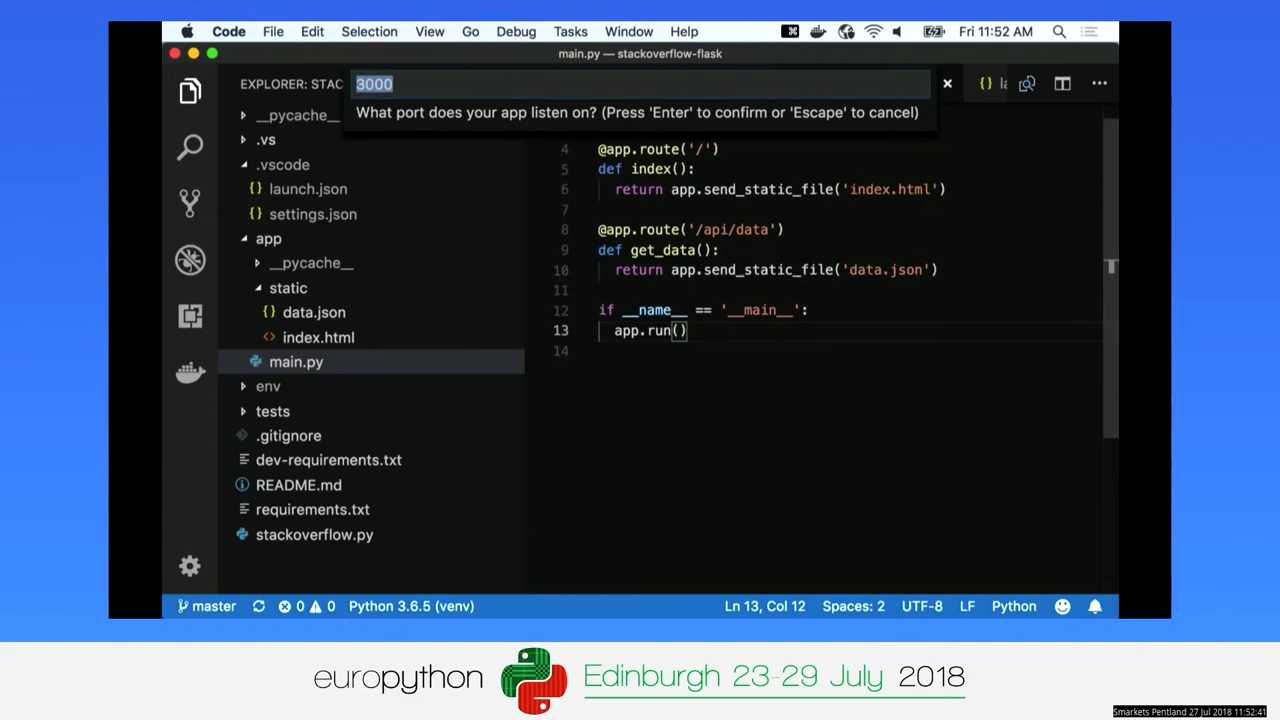 Code File Edit Selection View Go Debug Tasks Window Help Fri 11:52 AM
main.py — stackoverflow-flask
EXPLORER: STAC
3000
What port does your app listen on? (Press 'Enter' to confirm or 'Escape' to cancel)
__pycache__
.vs
.vscode
launch.json
settings.json
app
__pycache__
static
data.json
index.html
main.py
env
tests
.gitignore
dev-requirements.txt
README.md
requirements.txt
stackoverflow.py
{} la
4 @app.route('/')
5 def index():
6 return app.send_static_file('index.html')
7
8 @app.route('/api/data')
9 def get_data():
10 return app.send_static_file('data.json')
11
12 if __name__ == '__main__':
13 app.run()
14
master 0 0 Python 3.6.5 (venv) Ln 13, Col 12 Spaces: 2 UTF-8 LF Python
europython Edinburgh 23-29 July 2018
Smarkets Pentland 27 Jul 2018 11:52:41